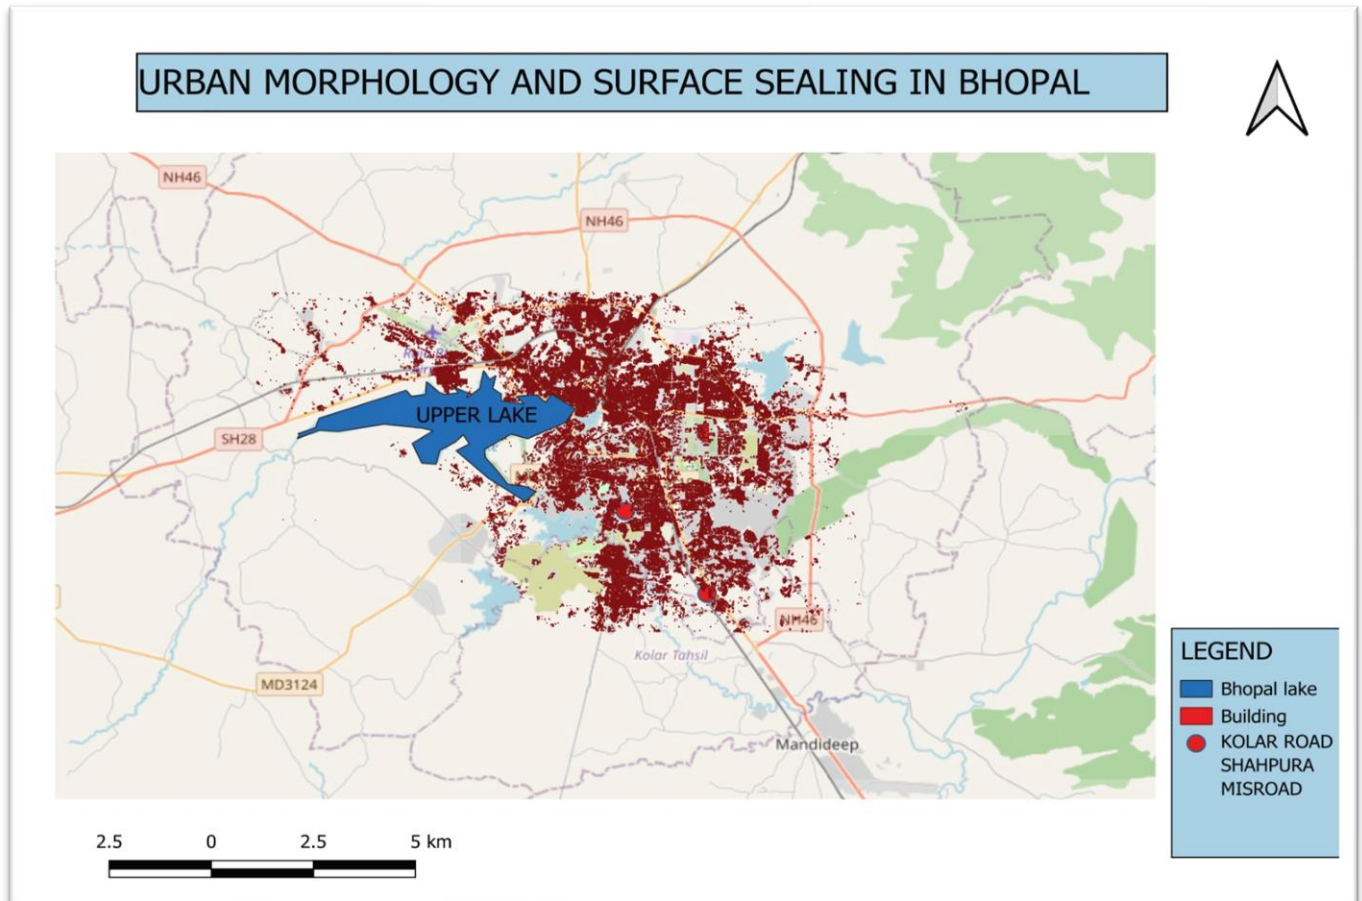 URBAN MORPHOLOGY AND SURFACE SEALING IN BHOPAL
NH46
NH46
UPPER LAKE
SH28
NH46
Kolar Tahsil
MD3124
Mandideep
LEGEND
Bhopal lake
Building
KOLAR ROAD
SHAHPURA
MISROAD
2.5 0 2.5 5 km